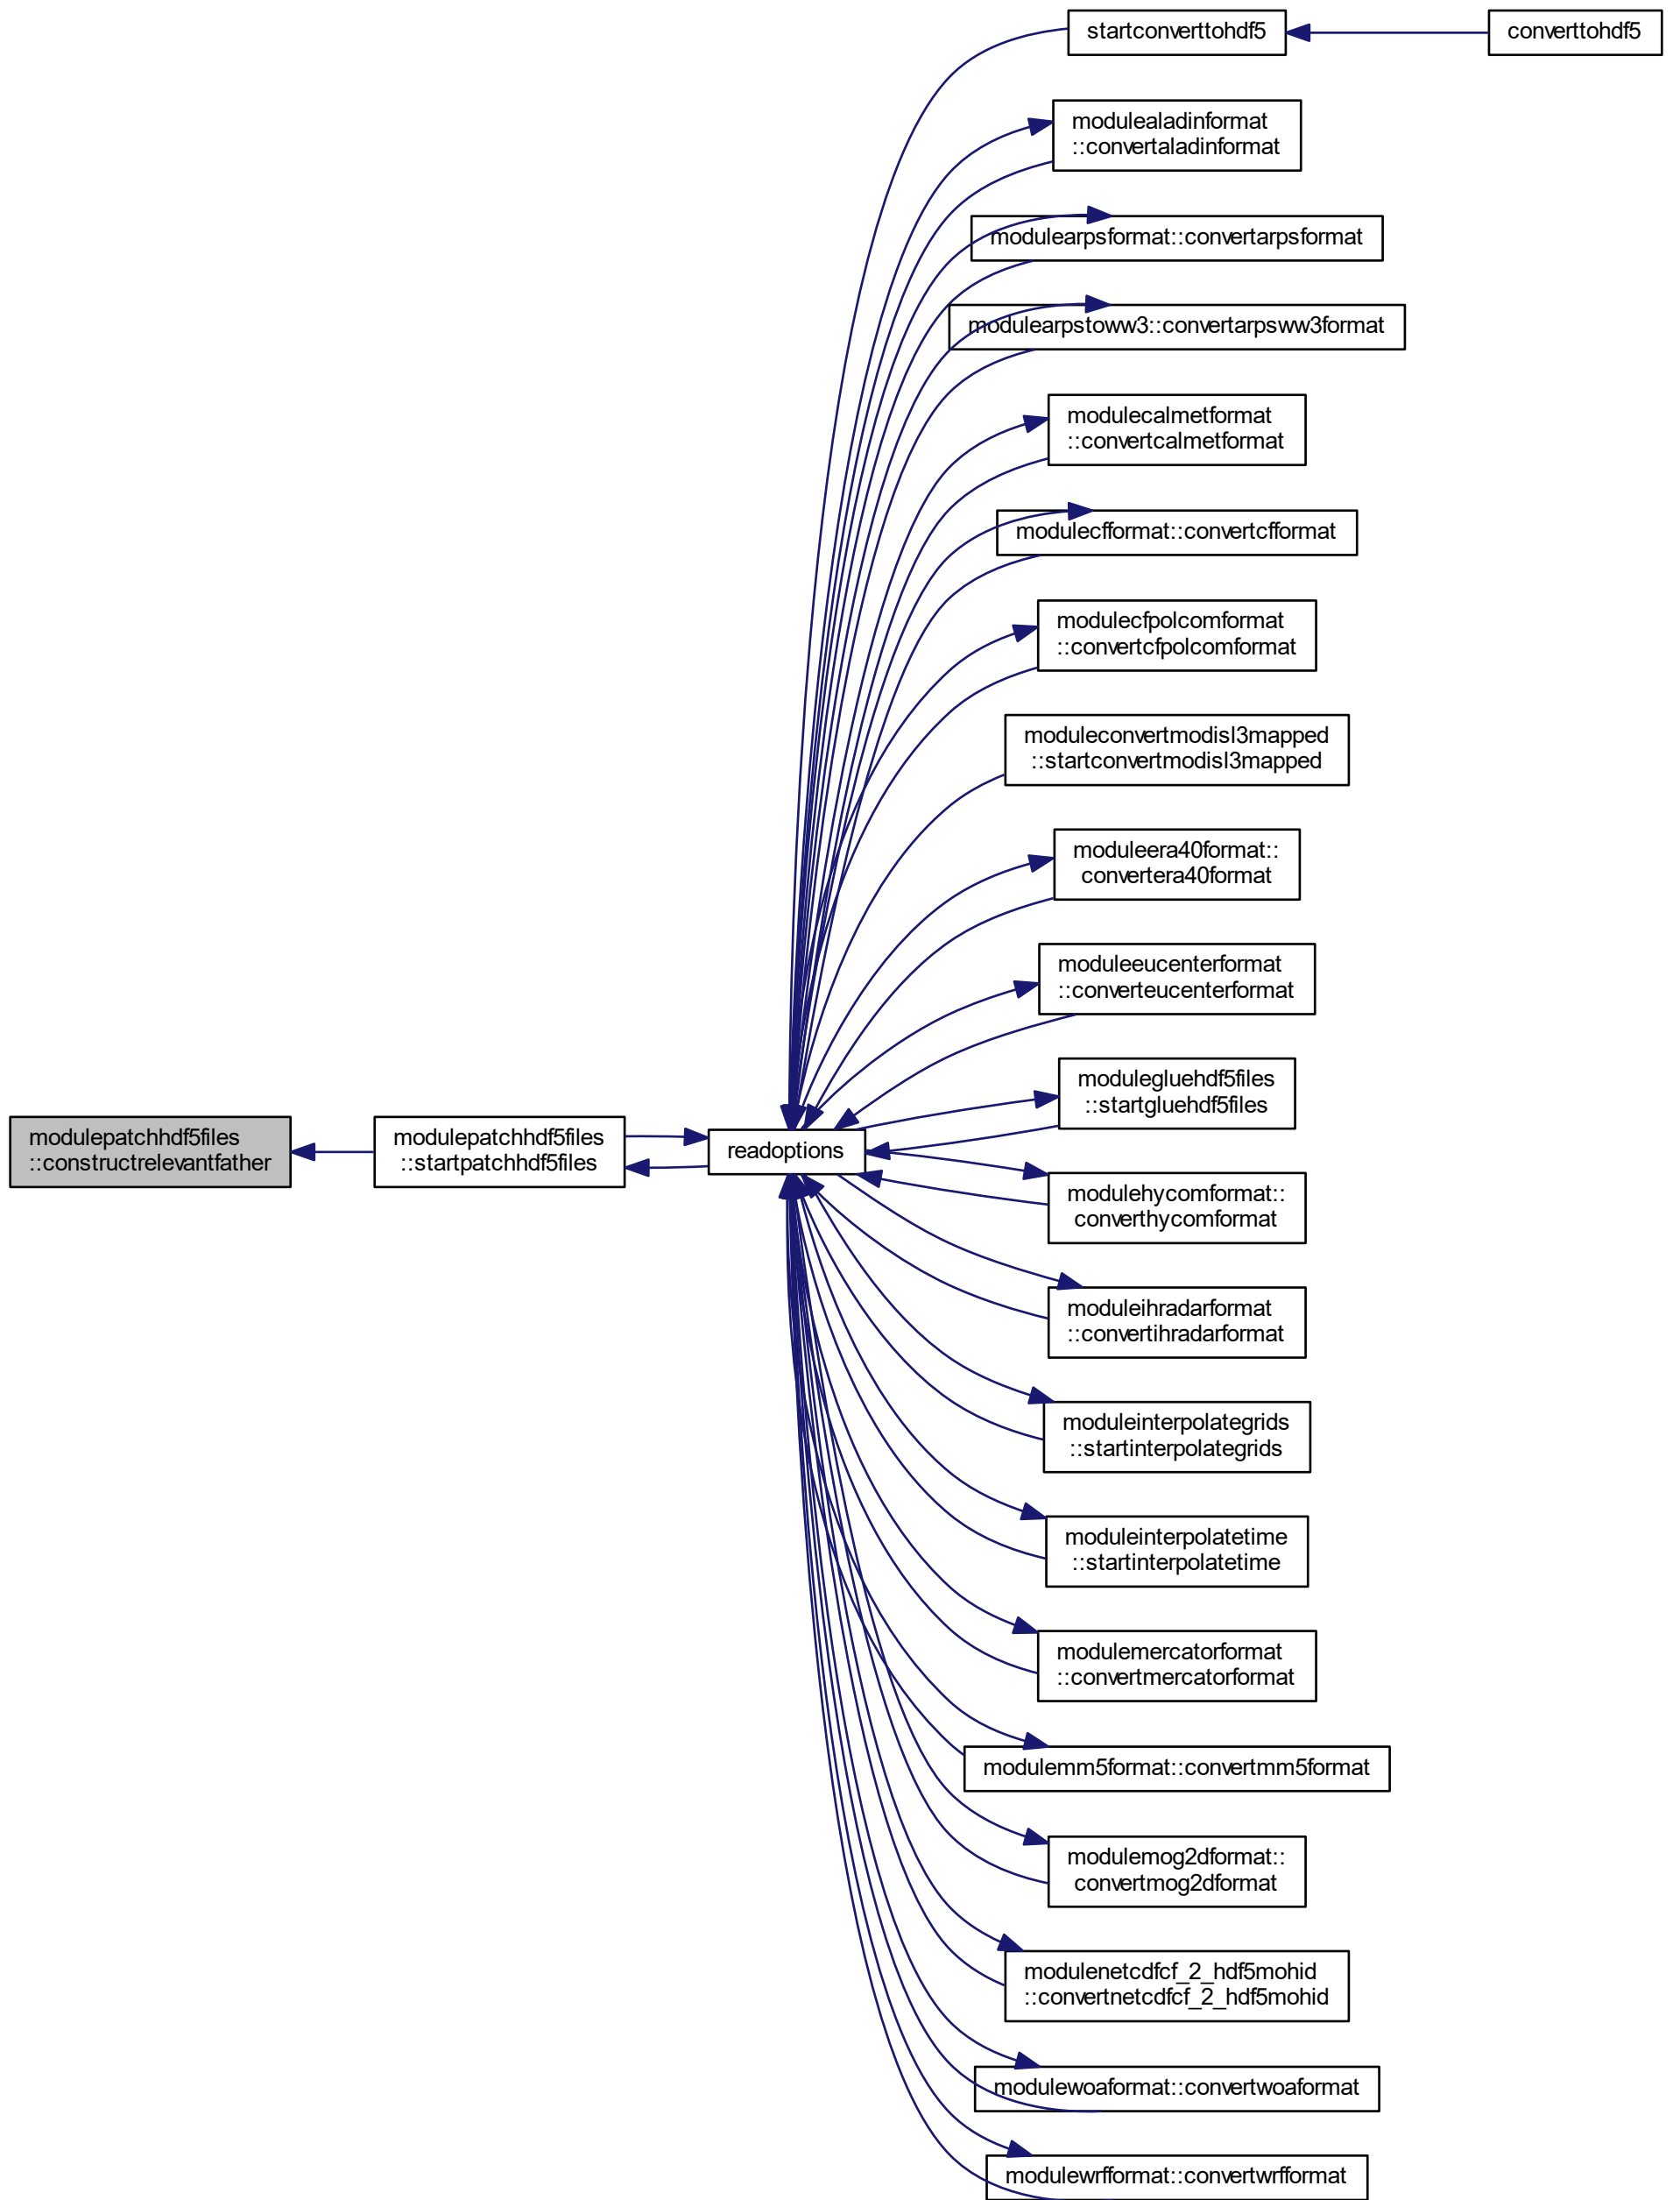 startconverttohdf5
converttohdf5
modulealadinformat
::convertaladinformat
modulearpsformat::convertarpsformat
modulearpstoww3::convertarpsww3format
modulecalmetformat
::convertcalmetformat
modulecfformat::convertcfformat
modulecfpolcomformat
::convertcfpolcomformat
moduleconvertmodisl3mapped
::startconvertmodisl3mapped
moduleera40format::
convertera40format
moduleeucenterformat
::converteucenterformat
modulegluehdf5files
::startgluehdf5files
modulepatchhdf5files
::constructrelevantfather
modulepatchhdf5files
::startpatchhdf5files
readoptions
modulehycomformat::
converthycomformat
moduleihradarformat
::convertihradarformat
moduleinterpolategrids
::startinterpolategrids
moduleinterpolatetime
::startinterpolatetime
modulemercatorformat
::convertmercatorformat
modulemm5format::convertmm5format
modulemog2dformat::
convertmog2dformat
modulenetcdfcf_2_hdf5mohid
::convertnetcdfcf_2_hdf5mohid
modulewoaformat::convertwoaformat
modulewrfformat::convertwrfformat